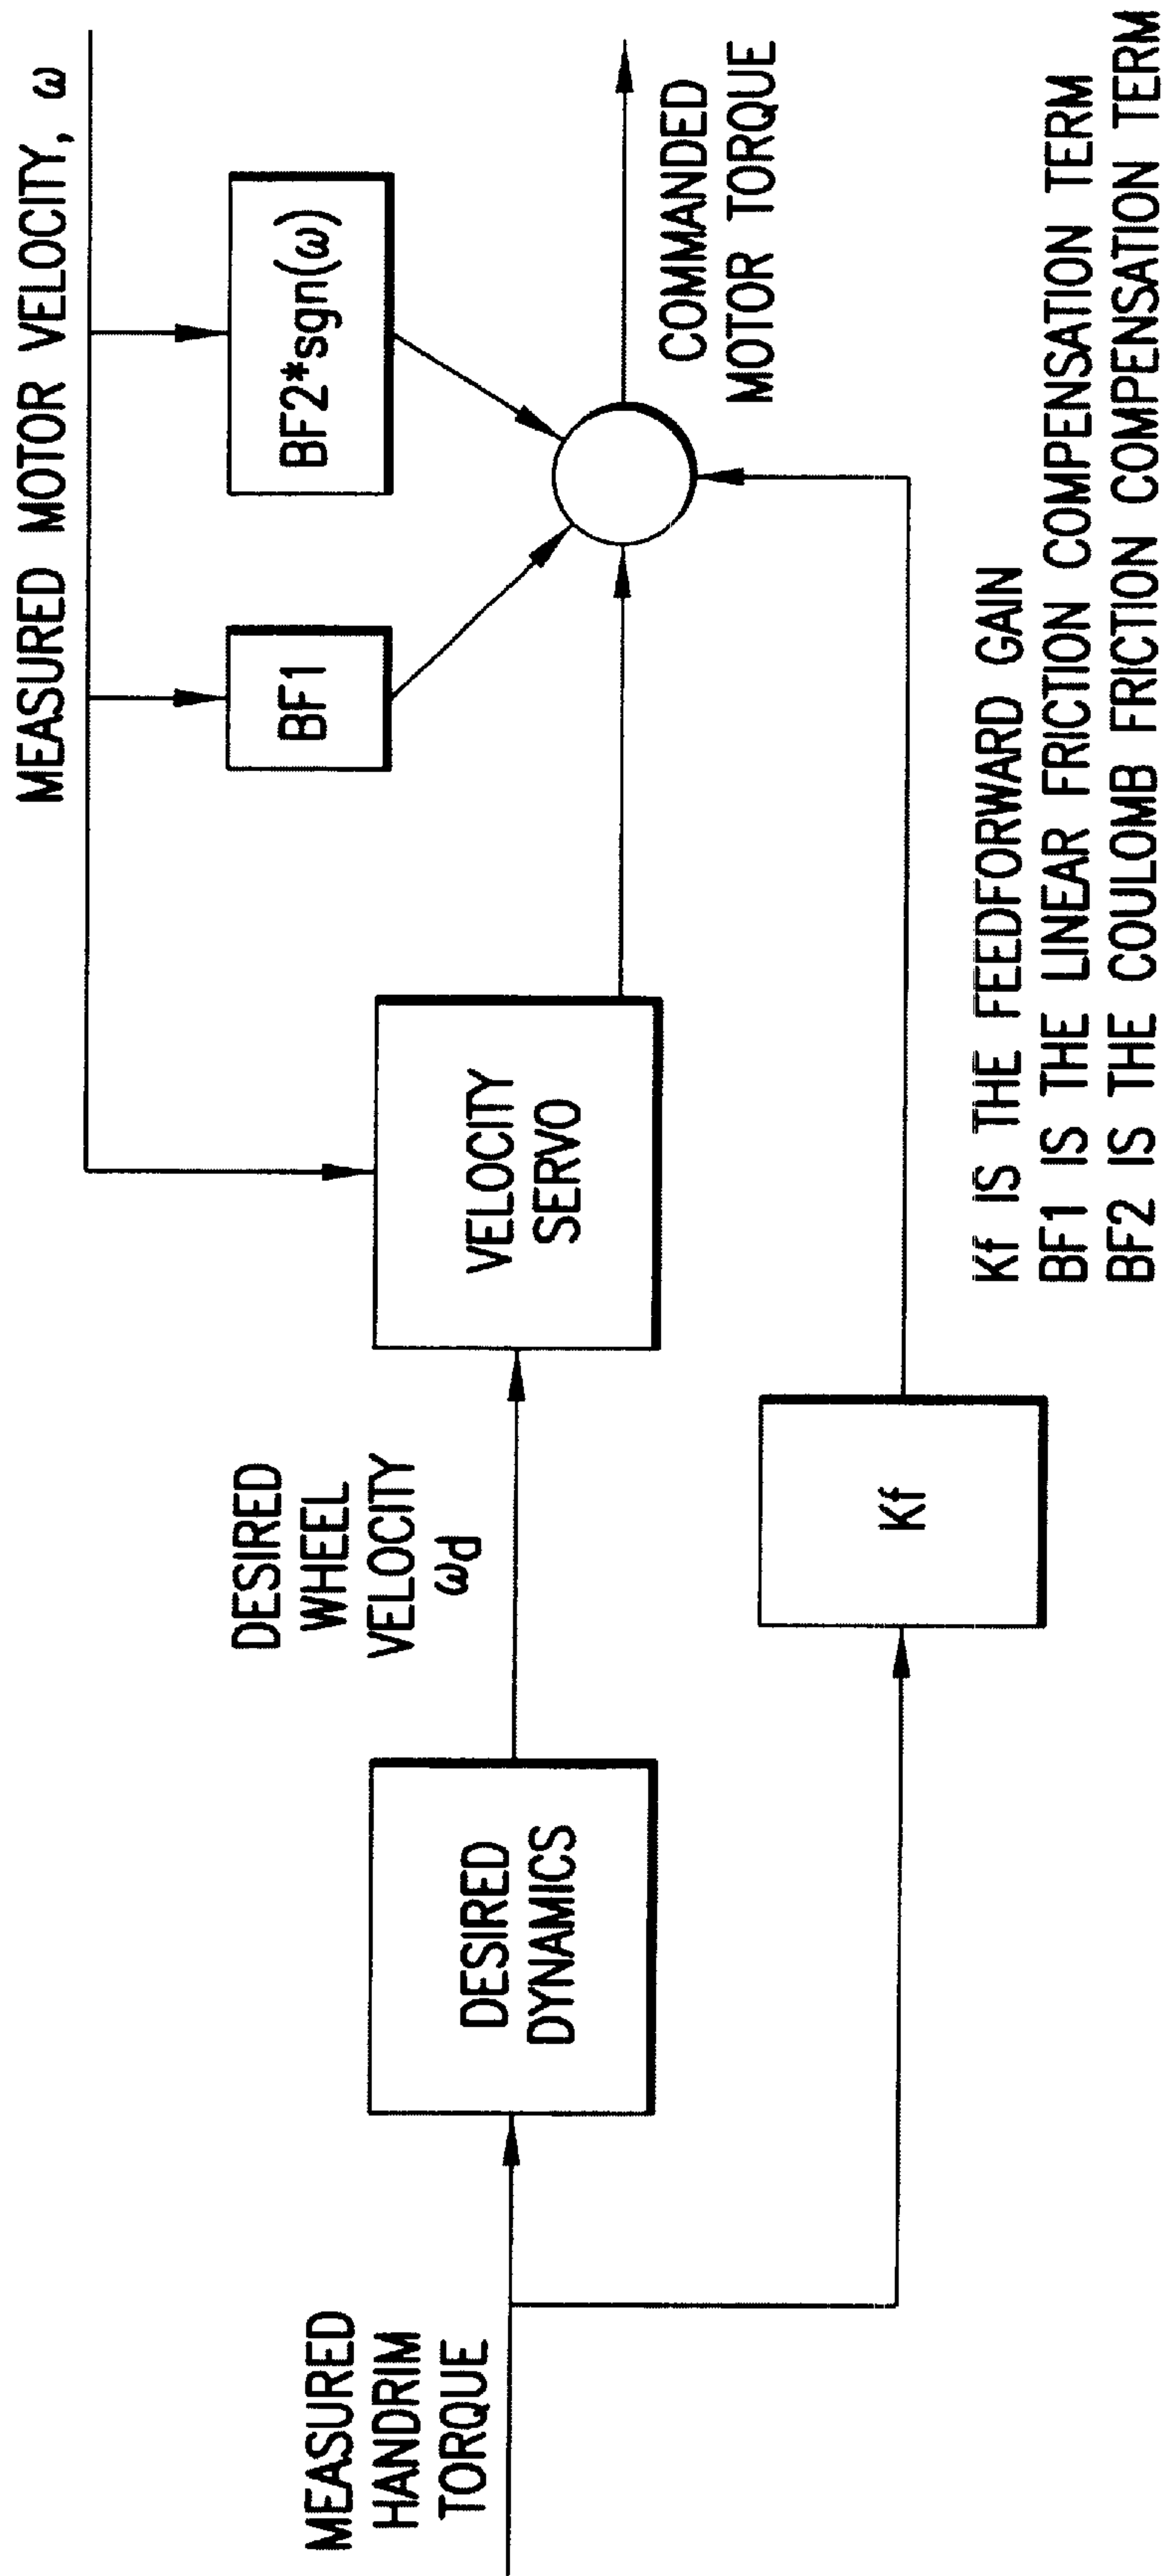 MEASURED MOTOR VELOCITY, ω
BF1
BF2*sgn(ω)
DESIRED
WHEEL
VELOCITY
ωd
MEASURED
HANDRIM
TORQUE
DESIRED
DYNAMICS
VELOCITY
SERVO
COMMANDED
MOTOR TORQUE
Kf
Kf IS THE FEEDFORWARD GAIN
BF1 IS THE LINEAR FRICTION COMPENSATION TERM
BF2 IS THE COULOMB FRICTION COMPENSATION TERM